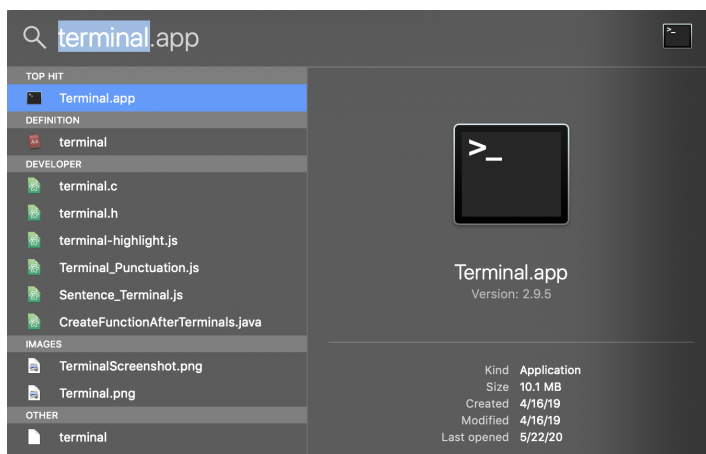 terminal.app
TOP HIT
Terminal.app
DEFINITION
terminal
DEVELOPER
terminal.c
terminal.h
terminal-highlight.js
Terminal_Punctuation.js
Sentence_Terminal.js
CreateFunctionAfterTerminals.java
IMAGES
TerminalScreenshot.png
Terminal.png
OTHER
terminal
>_
Terminal.app
Version: 2.9.5
Kind Application
Size 10.1 MB
Created 4/16/19
Modified 4/16/19
Last opened 5/22/20